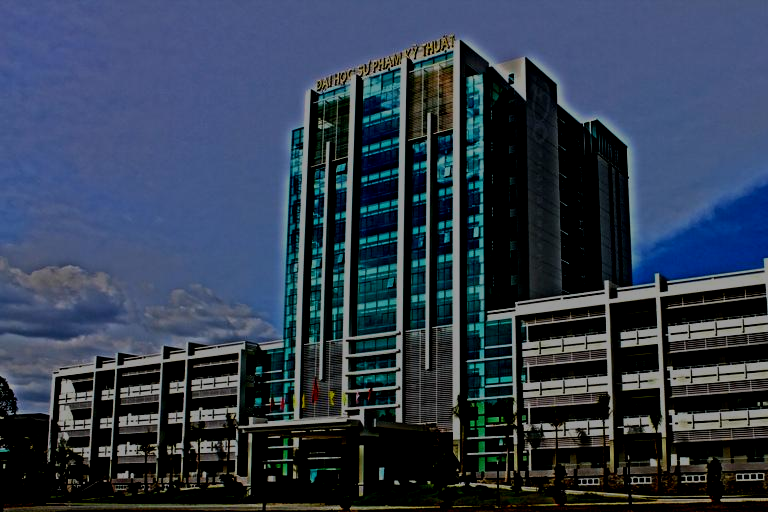 ĐẠI HỌC SƯ PHẠM KỸ THUẬT